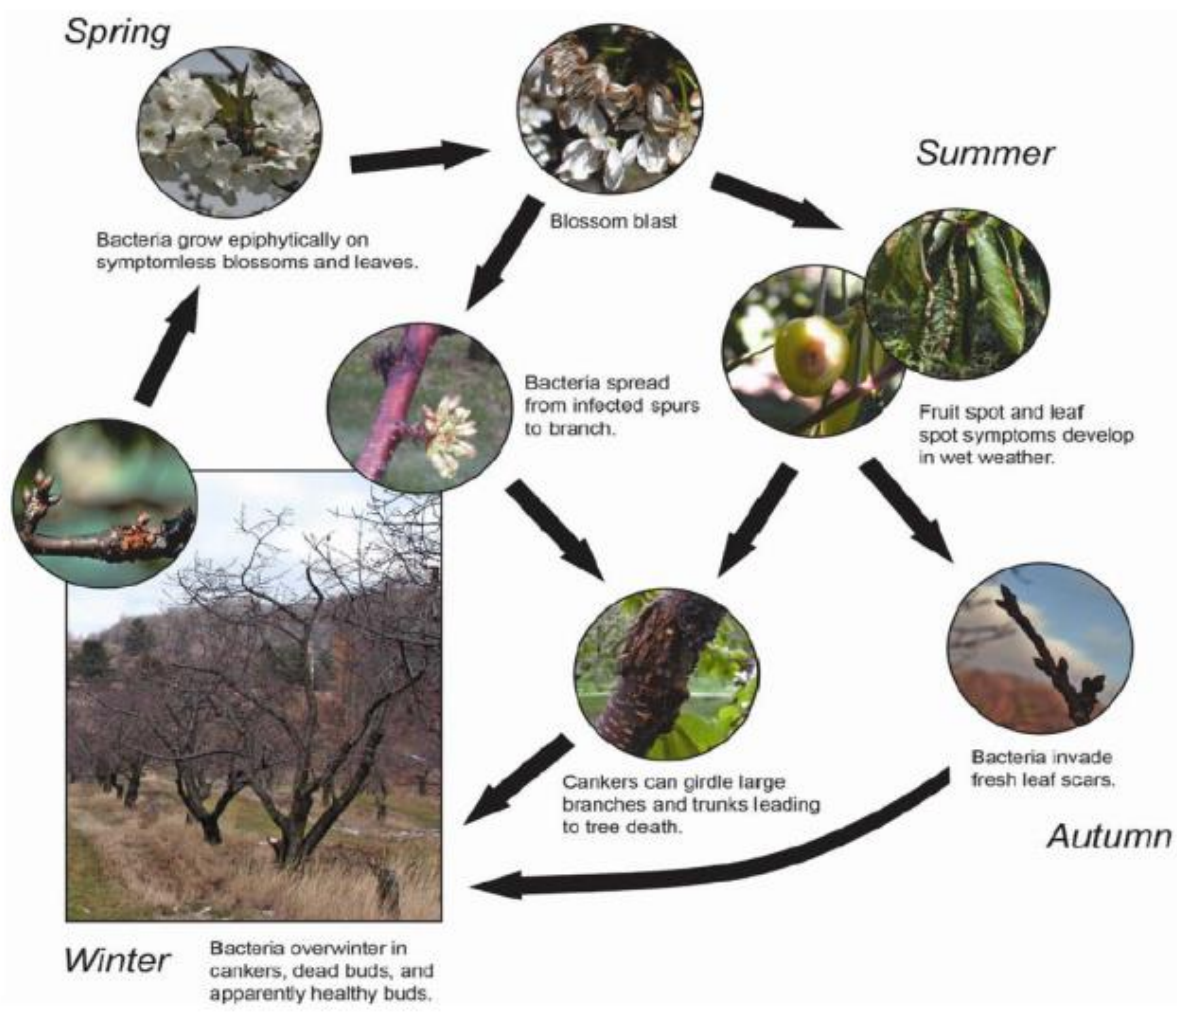 Spring
Bacteria grow epiphytically on
symptomless blossoms and leaves.
Blossom blast
Summer
Bacteria spread
from infected spurs
to branch.
Fruit spot and leaf
spot symptoms develop
in wet weather.
Cankers can girdle large
branches and trunks leading
to tree death.
Bacteria invade
fresh leaf scars.
Autumn
Winter
Bacteria overwinter in
cankers, dead buds, and
apparently healthy buds.